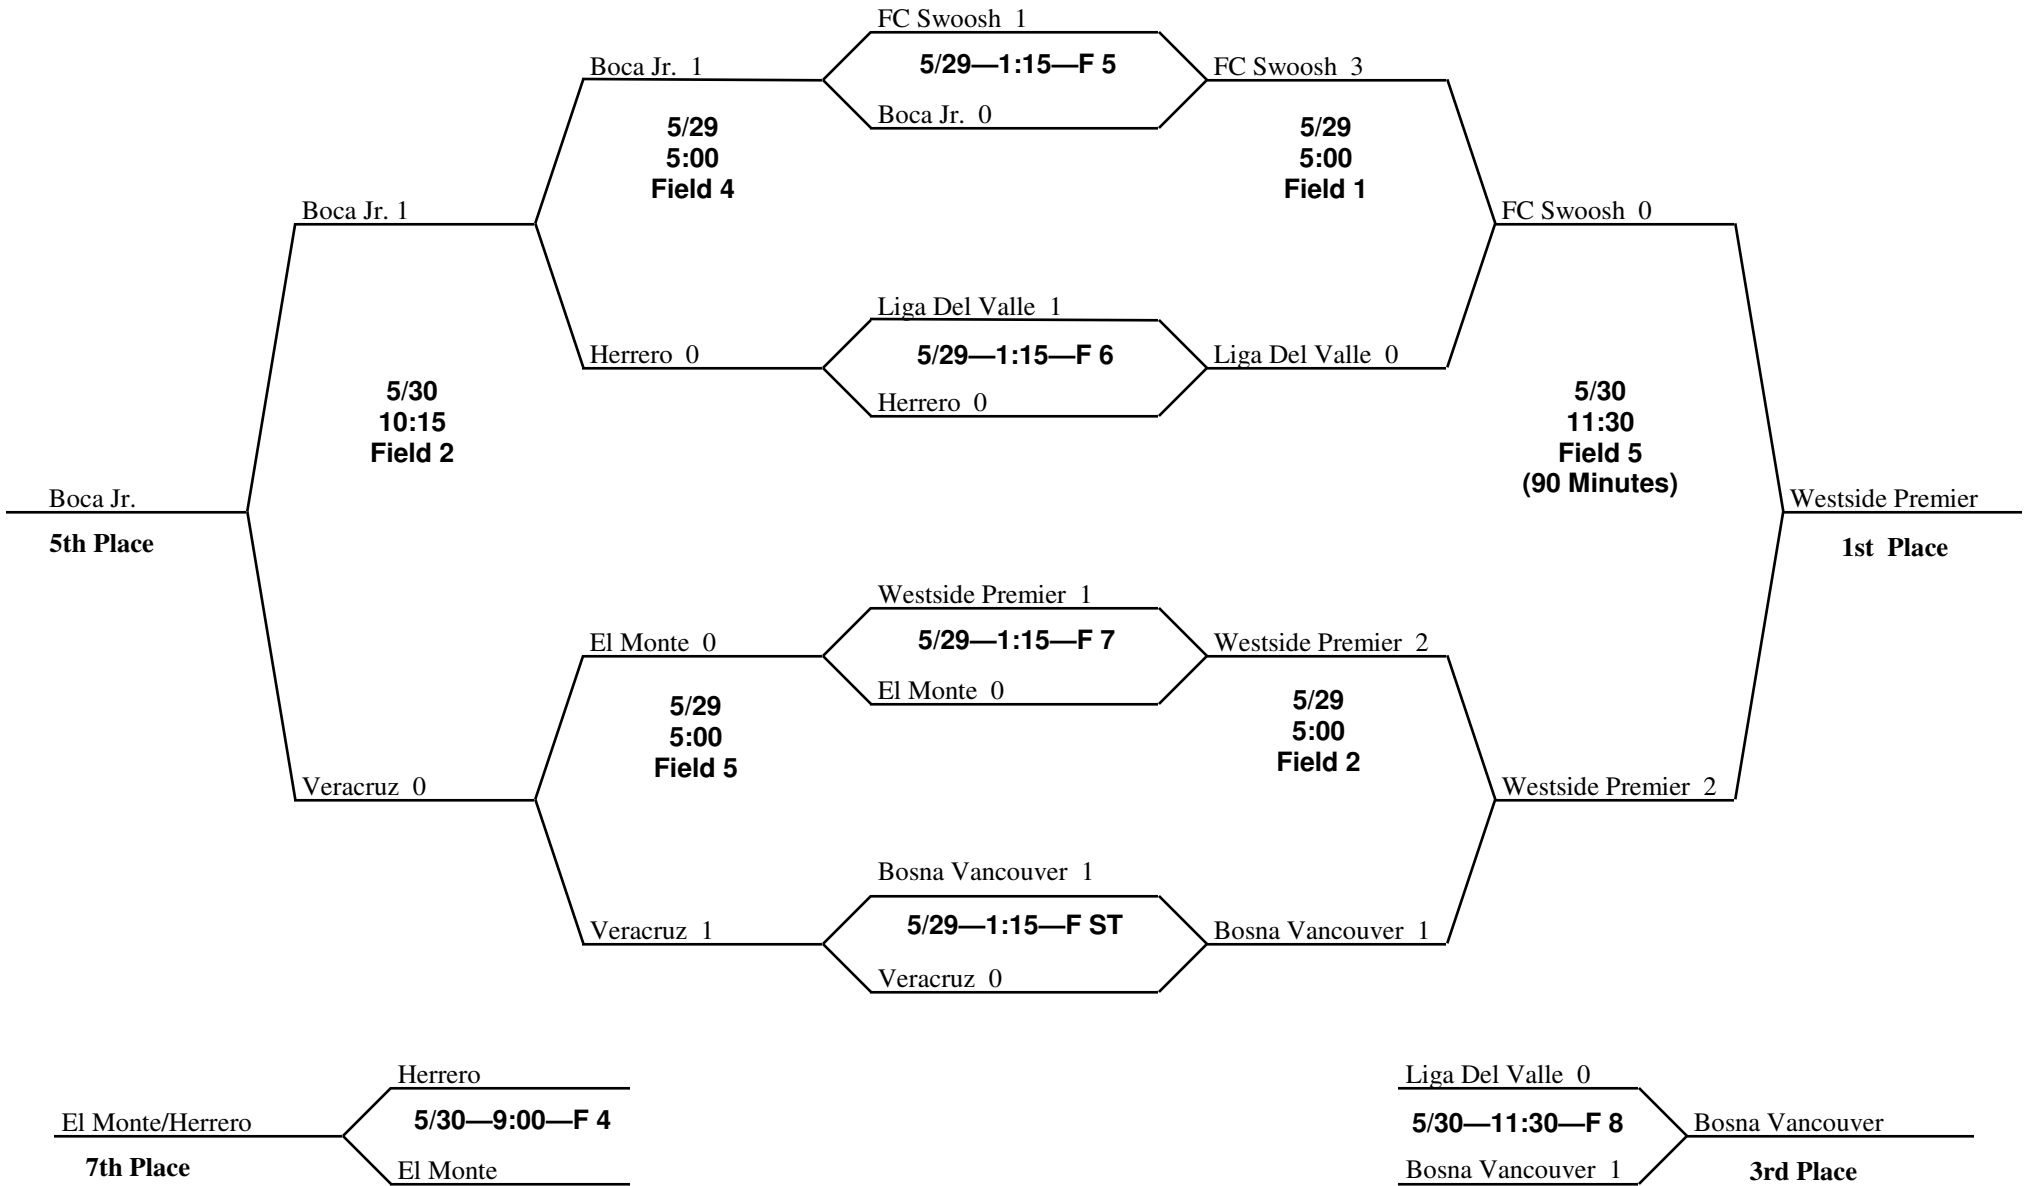 FC Swoosh 1
Boca Jr. 1
5/29—1:15—F 5
FC Swoosh 3
Boca Jr. 0
5/29
5:00
Field 4
5/29
5:00
Field 1
Boca Jr. 1
FC Swoosh 0
Liga Del Valle 1
Herrero 0
5/29—1:15—F 6
Liga Del Valle 0
Herrero 0
5/30
10:15
Field 2
5/30
11:30
Field 5
(90 Minutes)
Boca Jr.
5th Place
Westside Premier
1st Place
Westside Premier 1
El Monte 0
5/29—1:15—F 7
Westside Premier 2
El Monte 0
5/29
5:00
Field 5
5/29
5:00
Field 2
Veracruz 0
Westside Premier 2
Bosna Vancouver 1
Veracruz 1
5/29—1:15—F ST
Bosna Vancouver 1
Veracruz 0
Herrero
El Monte/Herrero
5/30—9:00—F 4
7th Place
El Monte
Liga Del Valle 0
5/30—11:30—F 8
Bosna Vancouver
Bosna Vancouver 1
3rd Place